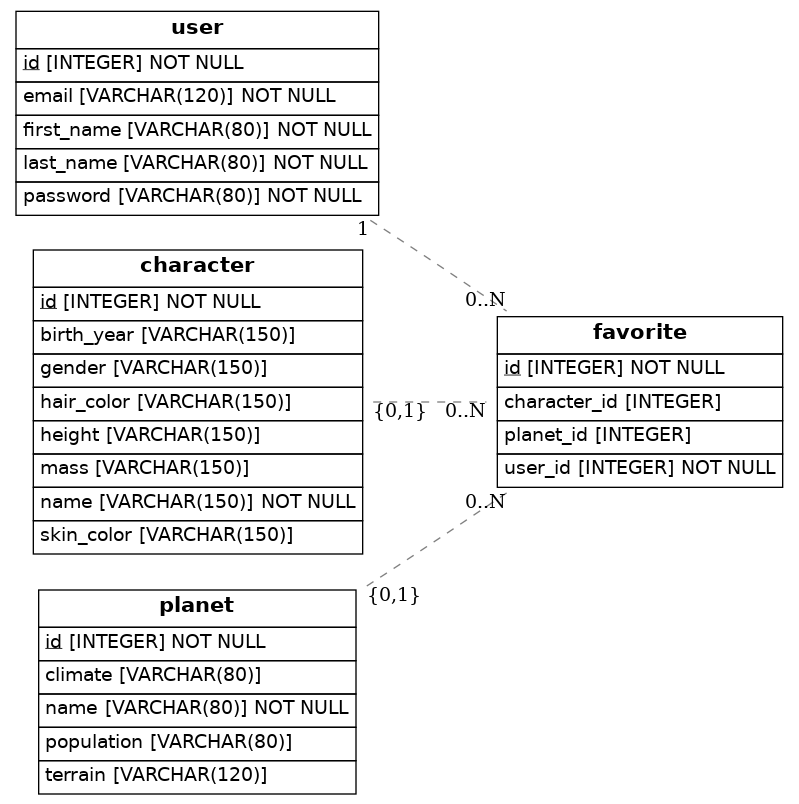 user
id [INTEGER] NOT NULL
email [VARCHAR(120)] NOT NULL
first_name [VARCHAR(80)] NOT NULL
last_name [VARCHAR(80)] NOT NULL
password [VARCHAR(80)] NOT NULL
1
0..N
character
id [INTEGER] NOT NULL
birth_year [VARCHAR(150)]
gender [VARCHAR(150)]
hair_color [VARCHAR(150)]
height [VARCHAR(150)]
mass [VARCHAR(150)]
name [VARCHAR(150)] NOT NULL
skin_color [VARCHAR(150)]
{0,1}
0..N
favorite
id [INTEGER] NOT NULL
character_id [INTEGER]
planet_id [INTEGER]
user_id [INTEGER] NOT NULL
0..N
{0,1}
planet
id [INTEGER] NOT NULL
climate [VARCHAR(80)]
name [VARCHAR(80)] NOT NULL
population [VARCHAR(80)]
terrain [VARCHAR(120)]